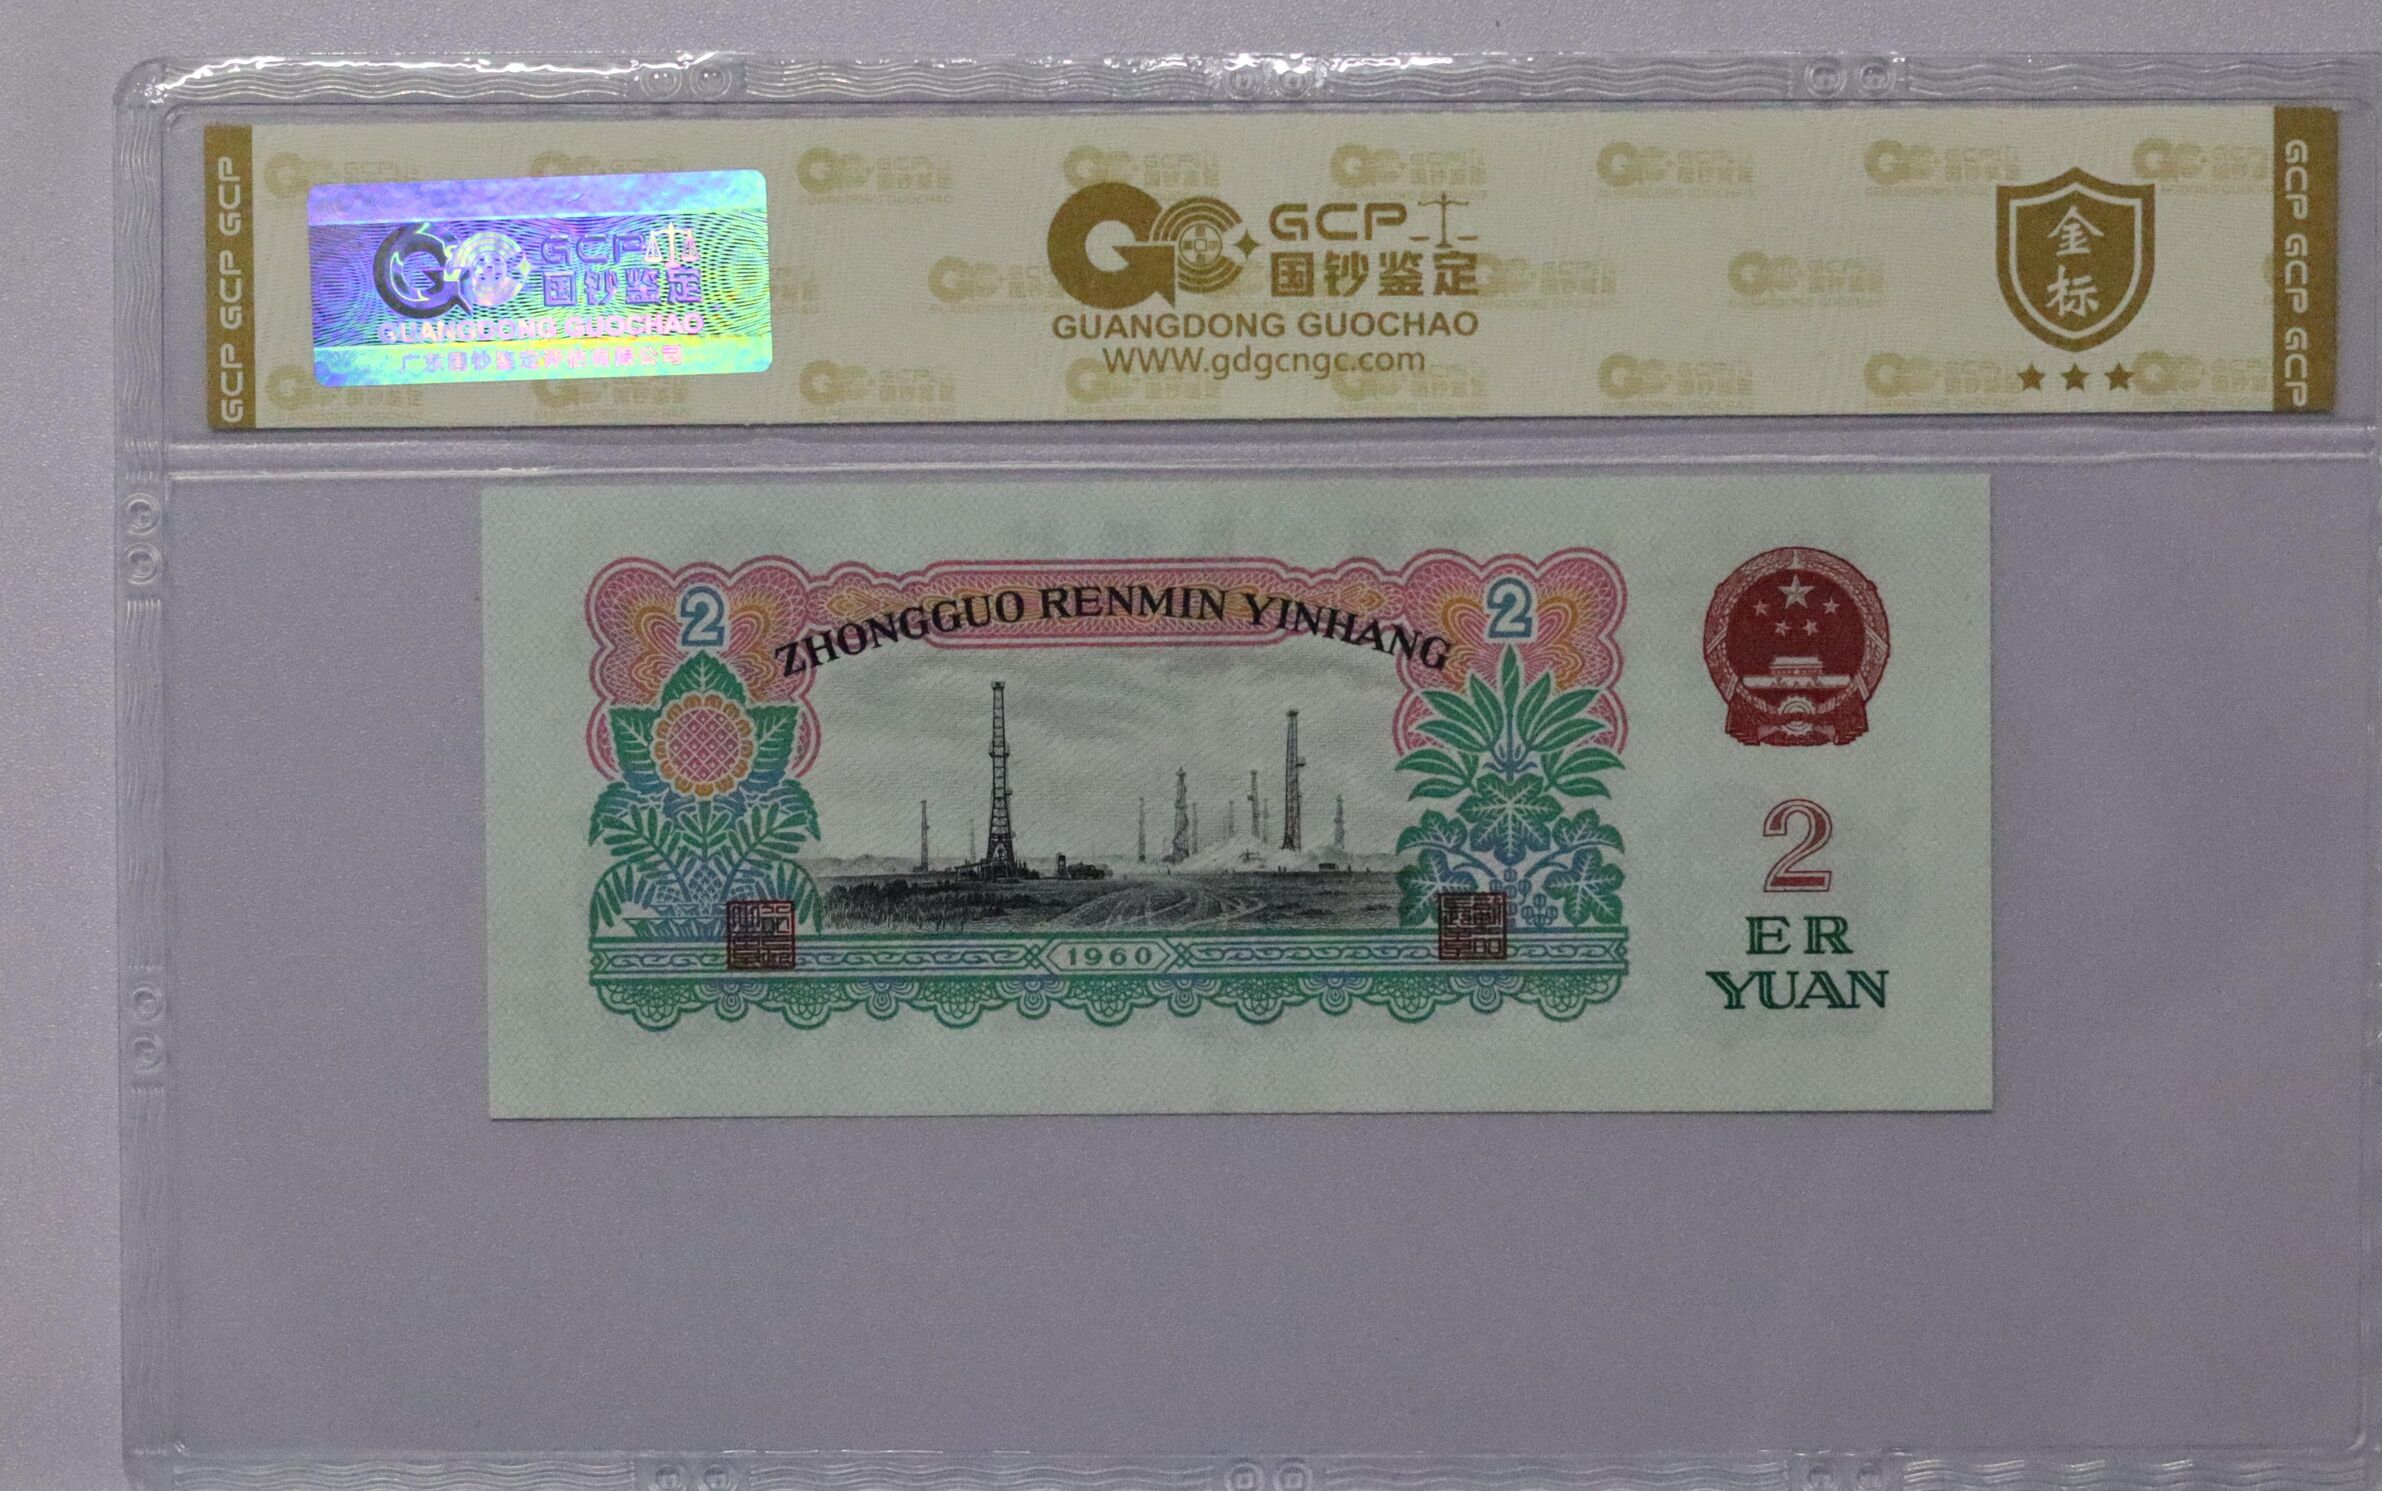 GCP GCP GCP
GCP
国钞鉴定
GUANGDONG GUOCHAO
广东国钞鉴定评估有限公司
GCP
国钞鉴定
GUANGDONG GUOCHAO
WWW.gdgcngc.com
金
标
GCP GCP GCP
ZHONGGUO RENMIN YINHANG
2
2
1960
2
ER
YUAN